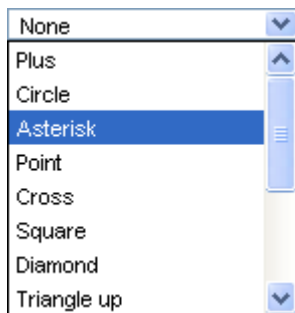 None
Plus
Circle
Asterisk
Point
Cross
Square
Diamond
Triangle up